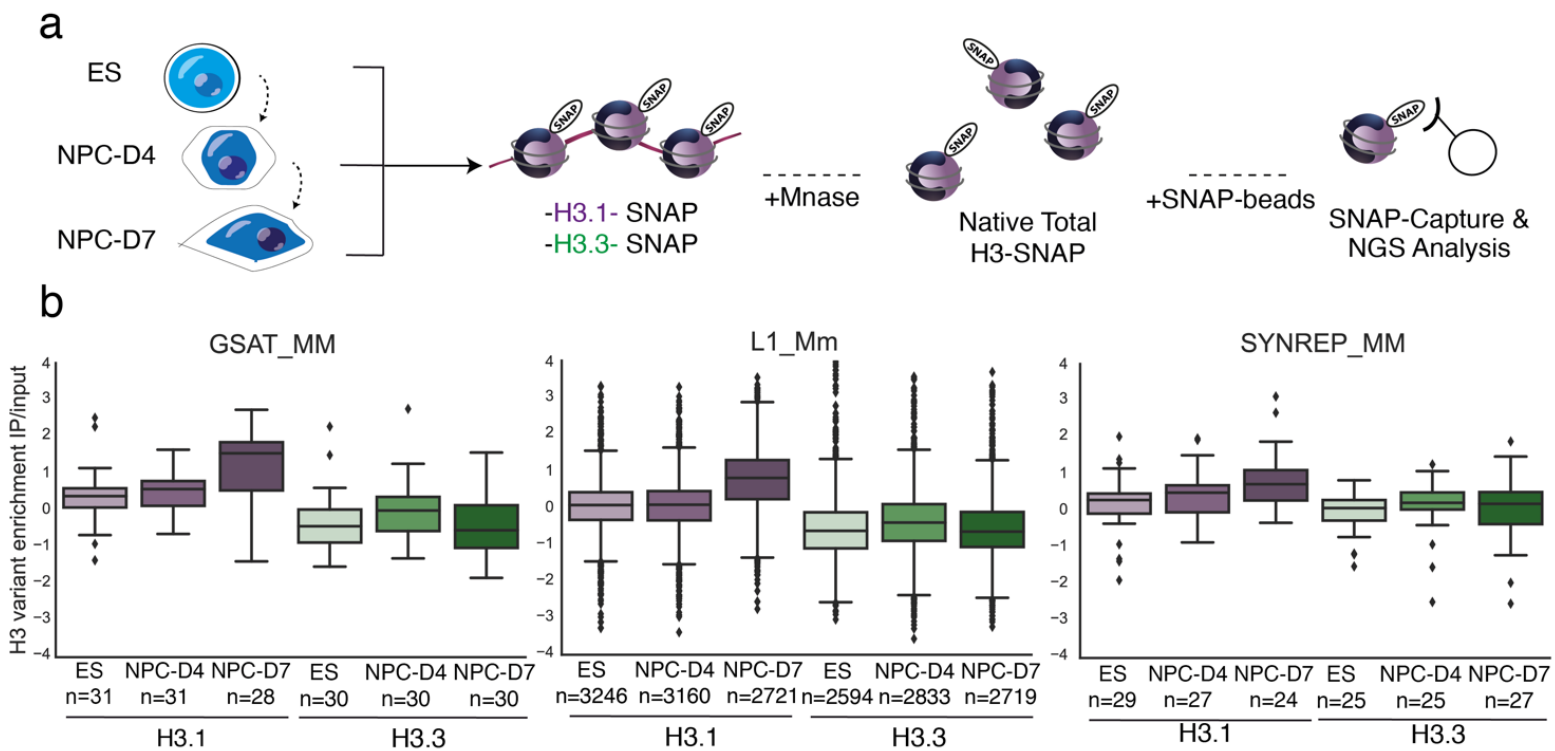 a
ES
NPC-D4
NPC-D7
SNAP
SNAP
SNAP
-H3.1- SNAP
-H3.3- SNAP
+Mnase
SNAP
SNAP
SNAP
Native Total
H3-SNAP
+SNAP-beads
SNAP
SNAP-Capture &
NGS Analysis
b
H3 variant enrichment IP/input
GSAT_MM
4
3
2
1
0
−1
−2
−3
−4
ES NPC-D4 NPC-D7 ES NPC-D4 NPC-D7
n=31 n=31 n=28 n=30 n=30 n=30
H3.1 H3.3
L1_Mm
4
3
2
1
0
−1
−2
−3
−4
ES NPC-D4 NPC-D7 ES NPC-D4 NPC-D7
n=3246 n=3160 n=2721 n=2594 n=2833 n=2719
H3.1 H3.3
SYNREP_MM
4
3
2
1
0
−1
−2
−3
−4
ES NPC-D4 NPC-D7 ES NPC-D4 NPC-D7
n=29 n=27 n=24 n=25 n=25 n=27
H3.1 H3.3